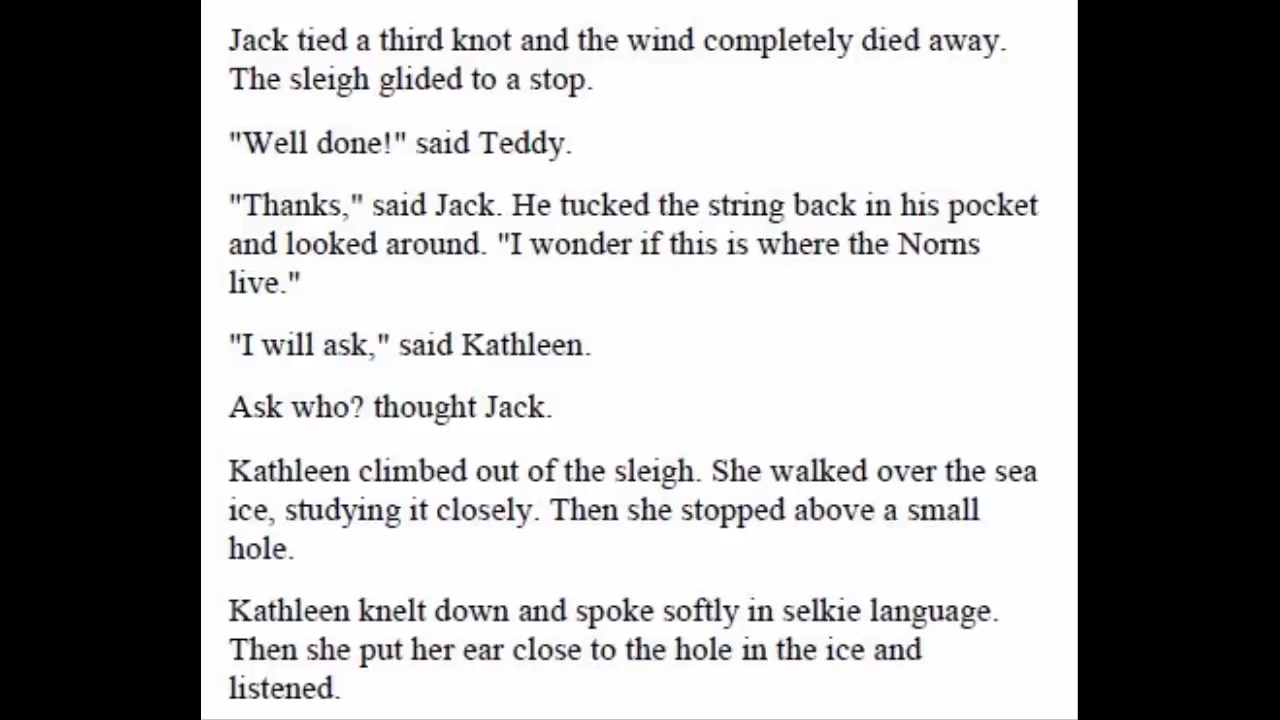 Jack tied a third knot and the wind completely died away.
The sleigh glided to a stop.
"Well done!" said Teddy.
"Thanks," said Jack. He tucked the string back in his pocket
and looked around. "I wonder if this is where the Norns
live."
"I will ask," said Kathleen.
Ask who? thought Jack.
Kathleen climbed out of the sleigh. She walked over the sea
ice, studying it closely. Then she stopped above a small
hole.
Kathleen knelt down and spoke softly in selkie language.
Then she put her ear close to the hole in the ice and
listened.